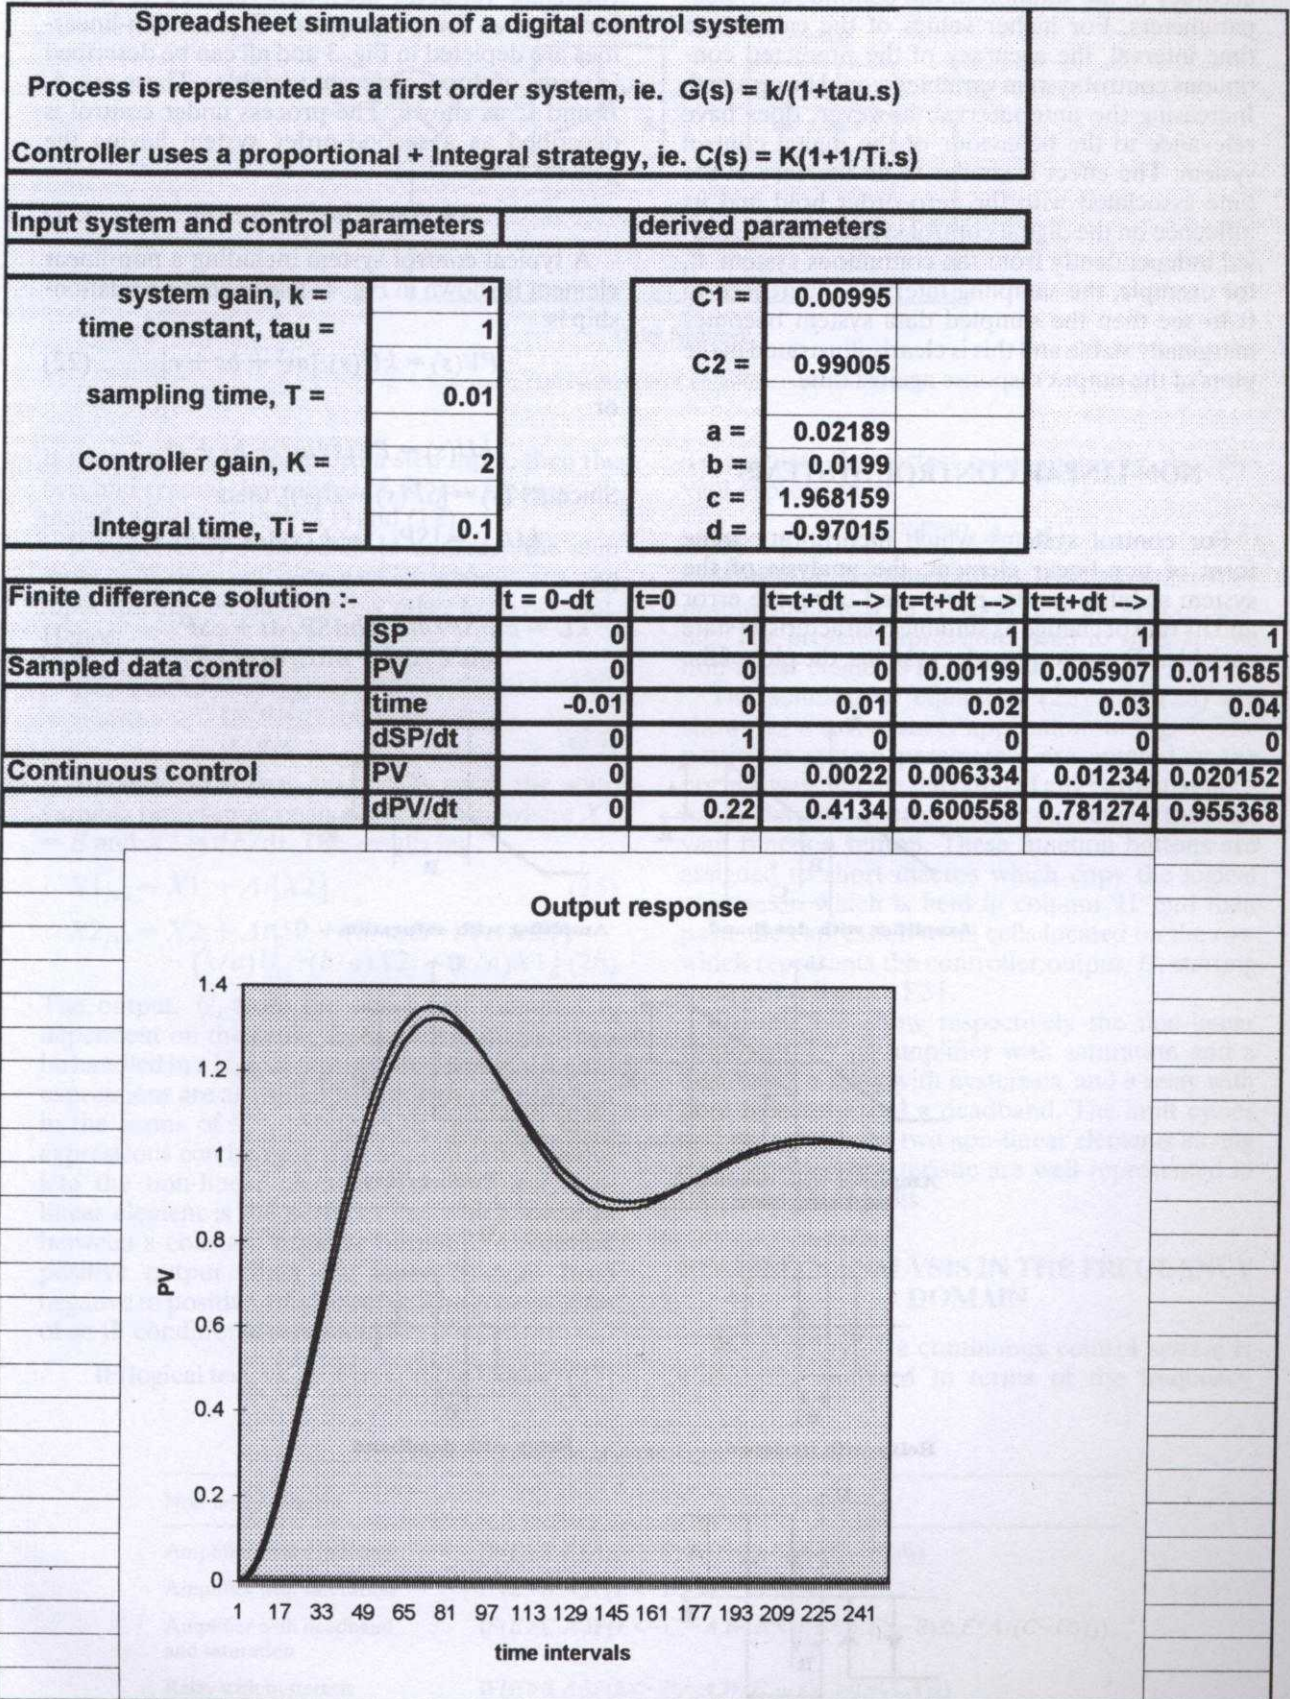 Spreadsheet simulation of a digital control system
Process is represented as a first order system, ie. G(s) = k/(1+tau.s)
Controller uses a proportional + Integral strategy, ie. C(s) = K(1+1/Ti.s)
Input system and control parameters derived parameters
system gain, k = 1 C1 = 0.00995
time constant, tau = 1
C2 = 0.99005
sampling time, T = 0.01
a = 0.02189
Controller gain, K = 2 b = 0.0199
c = 1.968159
Integral time, Ti = 0.1 d = -0.97015
Finite difference solution :- t = 0-dt t=0 t=t+dt -> t=t+dt -> t=t+dt ->
SP 0 1 1 1 1 1
Sampled data control PV 0 0 0 0.00199 0.005907 0.011685
time -0.01 0 0.01 0.02 0.03 0.04
dSP/dt 0 1 0 0 0 0
Continuous control PV 0 0 0.0022 0.006334 0.01234 0.020152
dPV/dt 0 0.22 0.4134 0.600558 0.781274 0.955368
Output response
1.4
1.2
1
0.8
PV
0.6
0.4
0.2
0
1 17 33 49 65 81 97 113 129 145 161 177 193 209 225 241
time intervals